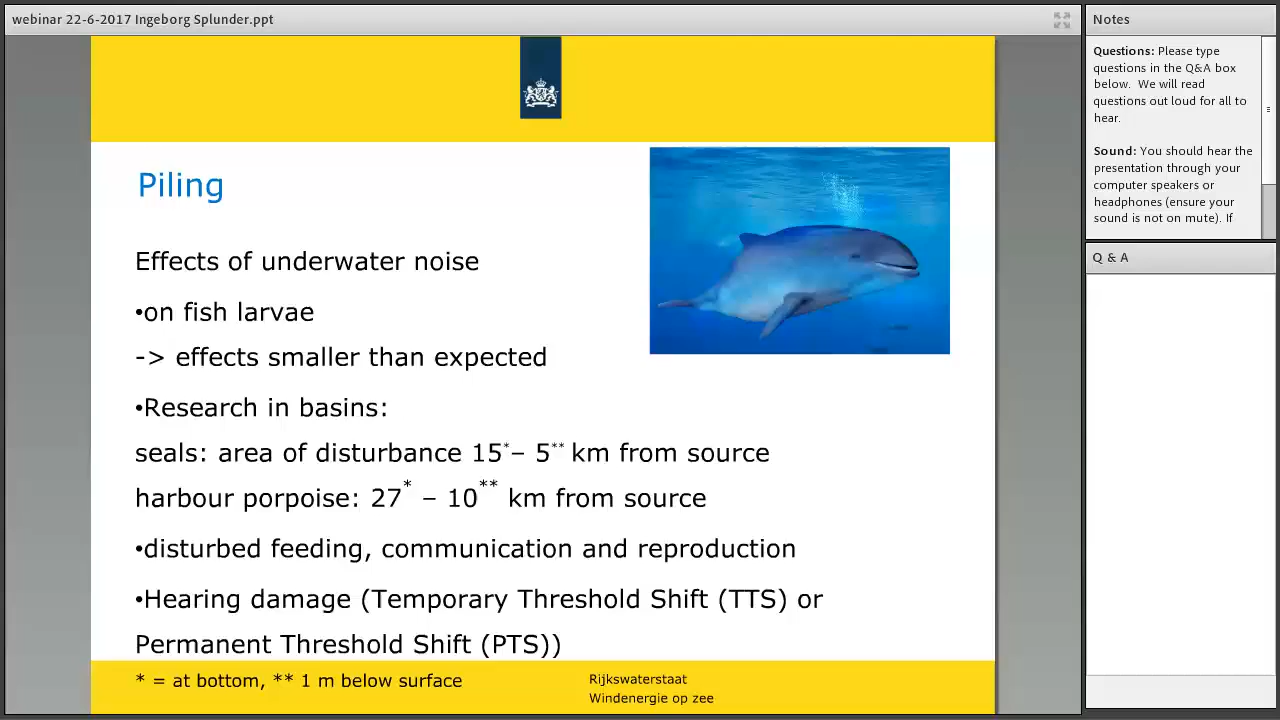 webinar 22-6-2017 Ingeborg Splunder.ppt
Piling
Effects of underwater noise
•on fish larvae
-> effects smaller than expected
•Research in basins:
seals: area of disturbance 15*– 5** km from source
harbour porpoise: 27* – 10** km from source
•disturbed feeding, communication and reproduction
•Hearing damage (Temporary Threshold Shift (TTS) or
Permanent Threshold Shift (PTS))
* = at bottom, ** 1 m below surface
Rijkswaterstaat
Windenergie op zee
Notes
Questions: Please type
questions in the Q&A box
below. We will read
questions out loud for all to
hear.
Sound: You should hear the
presentation through your
computer speakers or
headphones (ensure your
sound is not on mute). If
Q & A